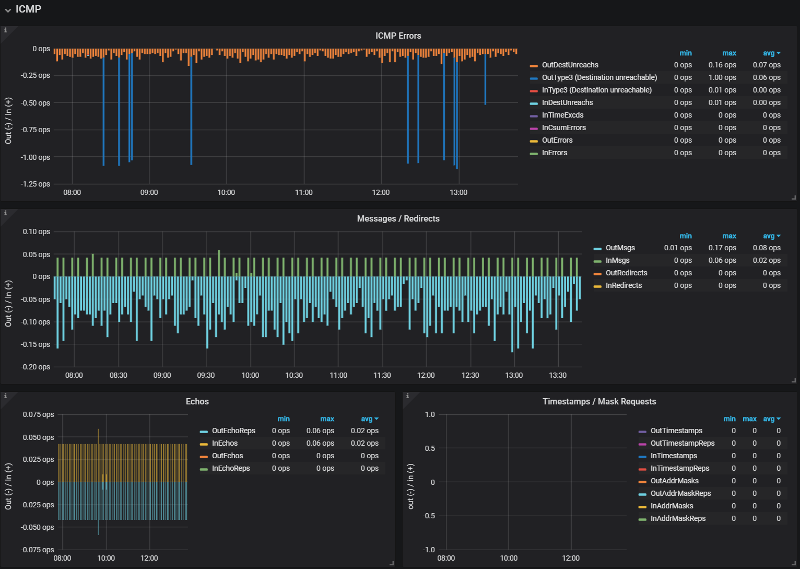 ICMP
ICMP Errors
Out (-) / In (+)
0 ops
-0.25 ops
-0.50 ops
-0.75 ops
-1.00 ops
-1.25 ops
08:00 09:00 10:00 11:00 12:00 13:00
min max avg
OutDestUnreachs 0 ops 0.16 ops 0.07 ops
OutType3 (Destination unreachable) 0 ops 1.00 ops 0.06 ops
InType3 (Destination unreachable) 0 ops 0.01 ops 0.00 ops
InDestUnreachs 0 ops 0.01 ops 0.00 ops
InTimeExcds 0 ops 0 ops 0 ops
InCsumErrors 0 ops 0 ops 0 ops
OutErrors 0 ops 0 ops 0 ops
InErrors 0 ops 0 ops 0 ops
Messages / Redirects
Out (-) / In (+)
0.10 ops
0.05 ops
0 ops
-0.05 ops
-0.10 ops
-0.15 ops
0.20 ops
08:00 08:30 09:00 09:30 10:00 10:30 11:00 11:30 12:00 12:30 13:00 13:30
min max avg
OutMsgs 0.01 ops 0.17 ops 0.08 ops
InMsgs 0 ops 0.06 ops 0.02 ops
OutRedirects 0 ops 0 ops 0 ops
InRedirects 0 ops 0 ops 0 ops
Echos
Out (-) / In (+)
0.075 ops
0.050 ops
0.025 ops
0 ops
-0.025 ops
-0.050 ops
0.075 ops
08:00 10:00 12:00
min max avg
OutEchoReps 0 ops 0.06 ops 0.02 ops
InEchos 0 ops 0.06 ops 0.02 ops
OutEchos 0 ops 0 ops 0 ops
InEchoReps 0 ops 0 ops 0 ops
Timestamps / Mask Requests
out (-) / In (+)
1.0
0.5
0
0.5
1.0
08:00 10:00 12:00
min max avg
OutTimestamps 0 0 0
OutTimestampReps 0 0 0
InTimestamps 0 0 0
InTimestampReps 0 0 0
OutAddrMasks 0 0 0
OutAddrMaskReps 0 0 0
InAddrMasks 0 0 0
InAddrMaskReps 0 0 0